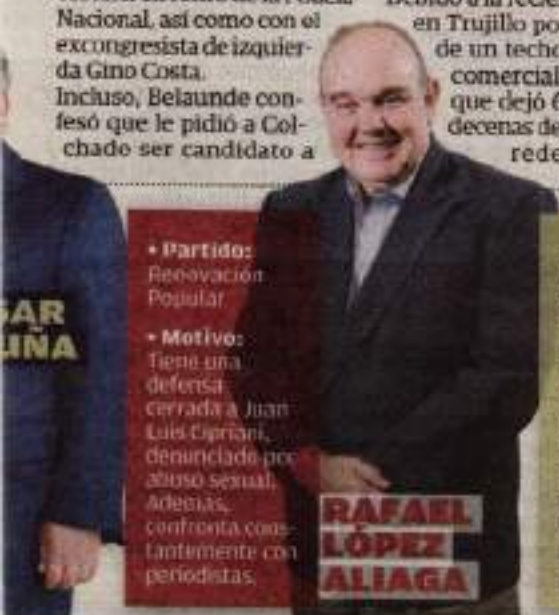 Nacional, así como con el
excongresista de izquier-
da Gino Costa.
Incluso, Belaunde con-
fesó que le pidió a Col-
chado ser candidato a
en Trujillo po
de un techo
comercial
que dejó
decenas de
rede
GAR
UÑA
• Partido:
Renovación
Popular
• Motivo:
Tiene una
defensa
cerrada a Juan
Luis Cipriani,
denunciado por
abuso sexual.
Además,
confronta cons-
tantemente con
periodistas.
RAFAEL
LÓPEZ
ALIAGA